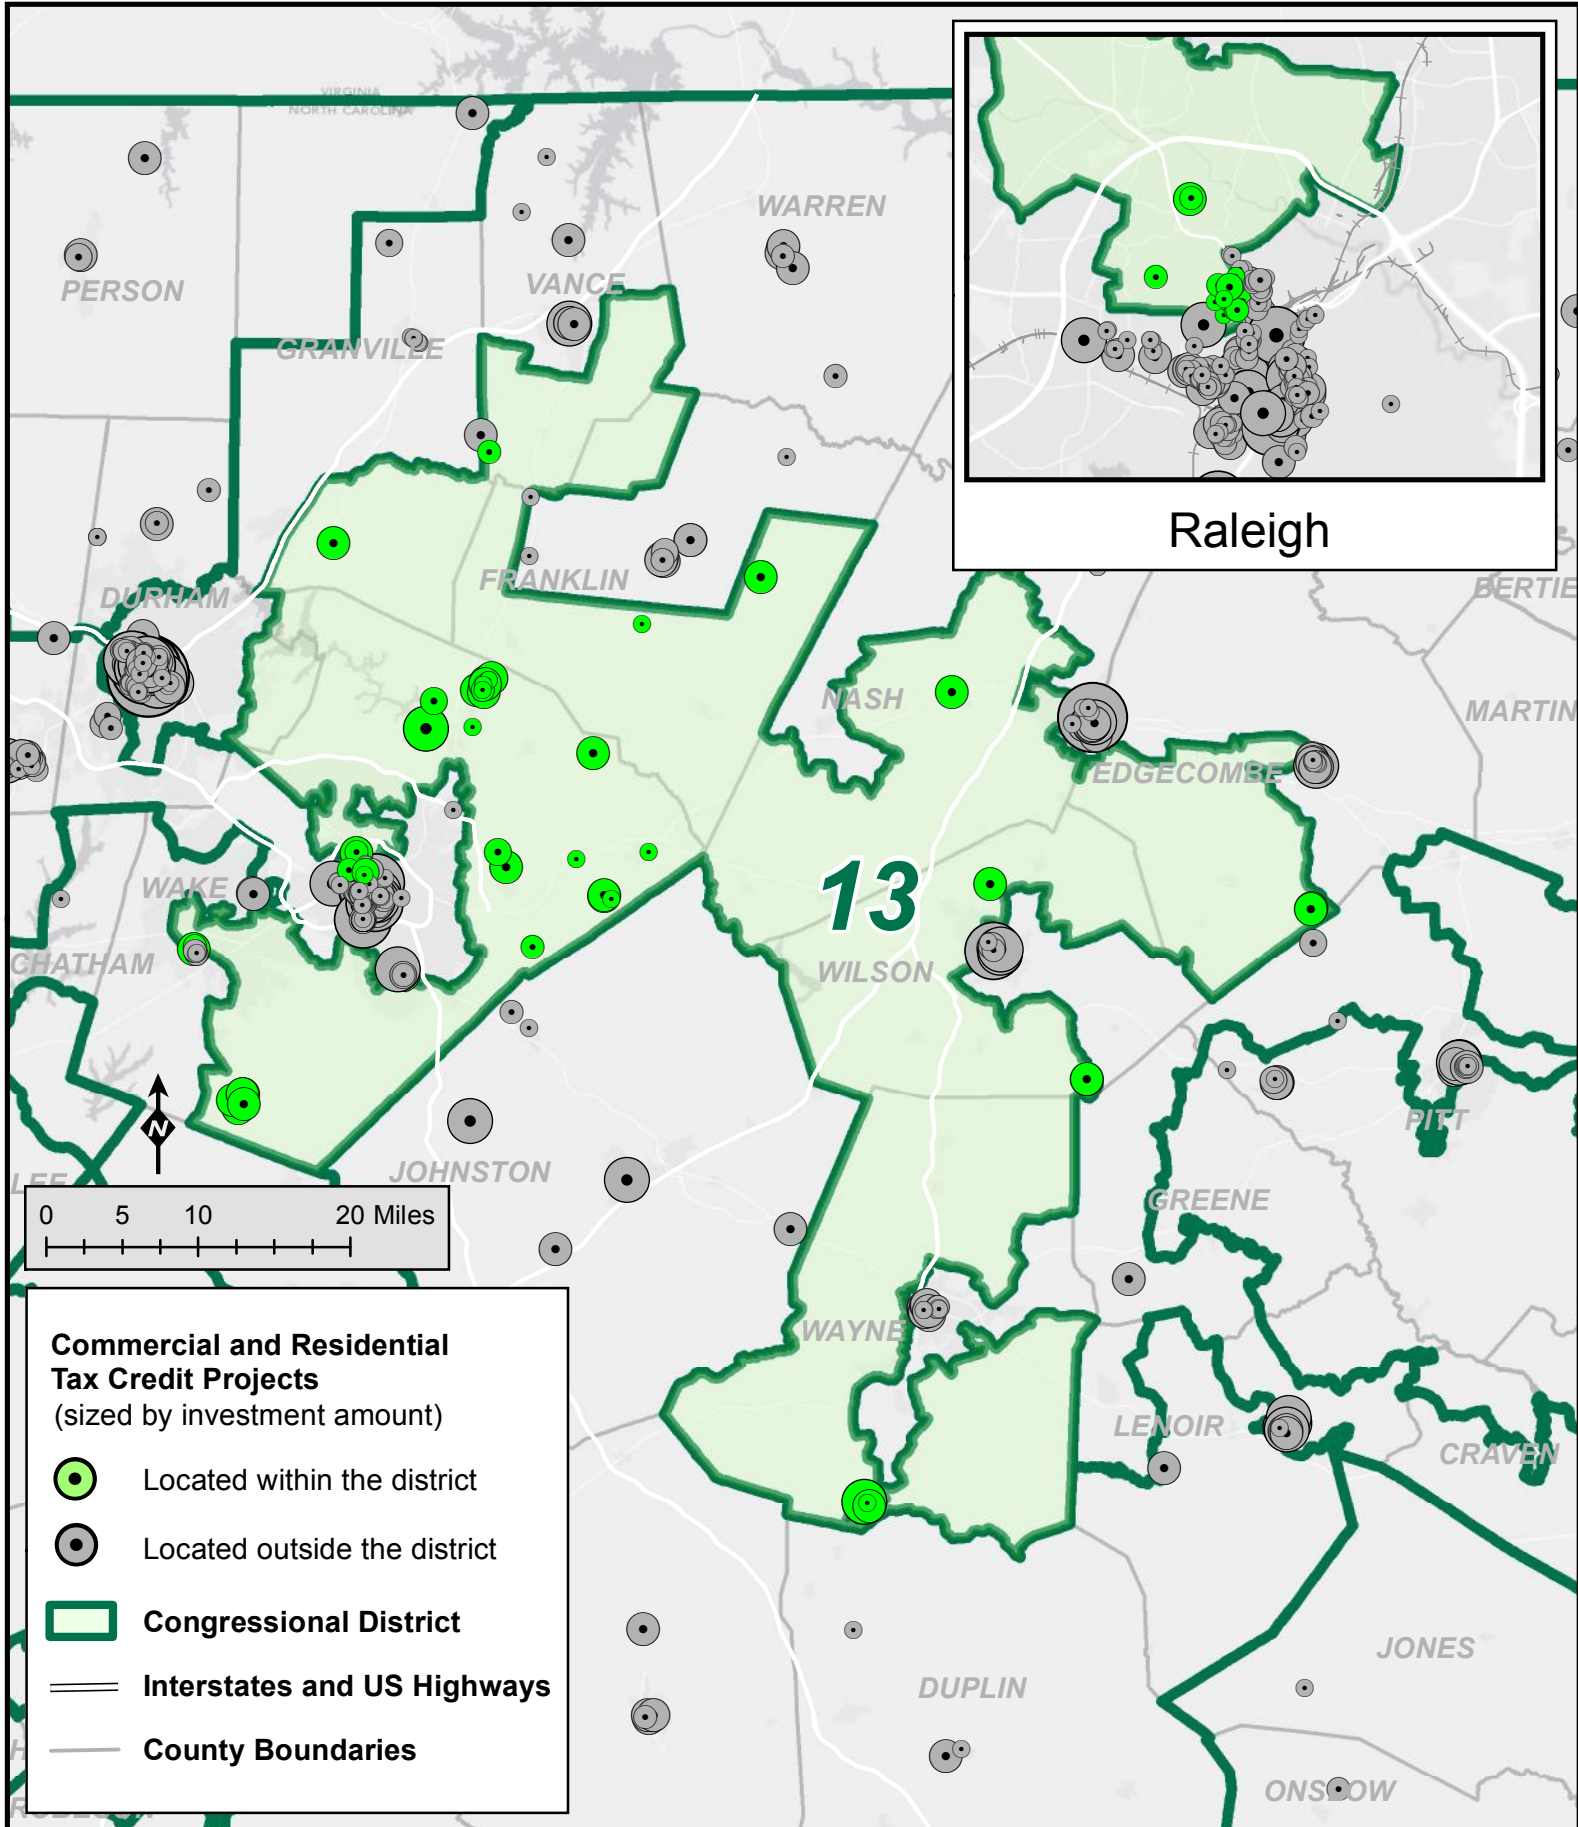 VIRGINIA
NORTH CAROLINA
WARREN
PERSON
VANCE
GRANVILLE
Raleigh
FRANKLIN
DURHAM
BERTIE
NASH
MARTIN
EDGECOMBE
13
WAKE
CHATHAM
WILSON
N
PITT
JOHNSTON
LEE
GREENE
0 5 10 20 Miles
WAYNE
LENOIR
CRAVEN
Commercial and Residential
Tax Credit Projects
(sized by investment amount)
Located within the district
Located outside the district
Congressional District
Interstates and US Highways
County Boundaries
JONES
DUPLIN
ONSLOW